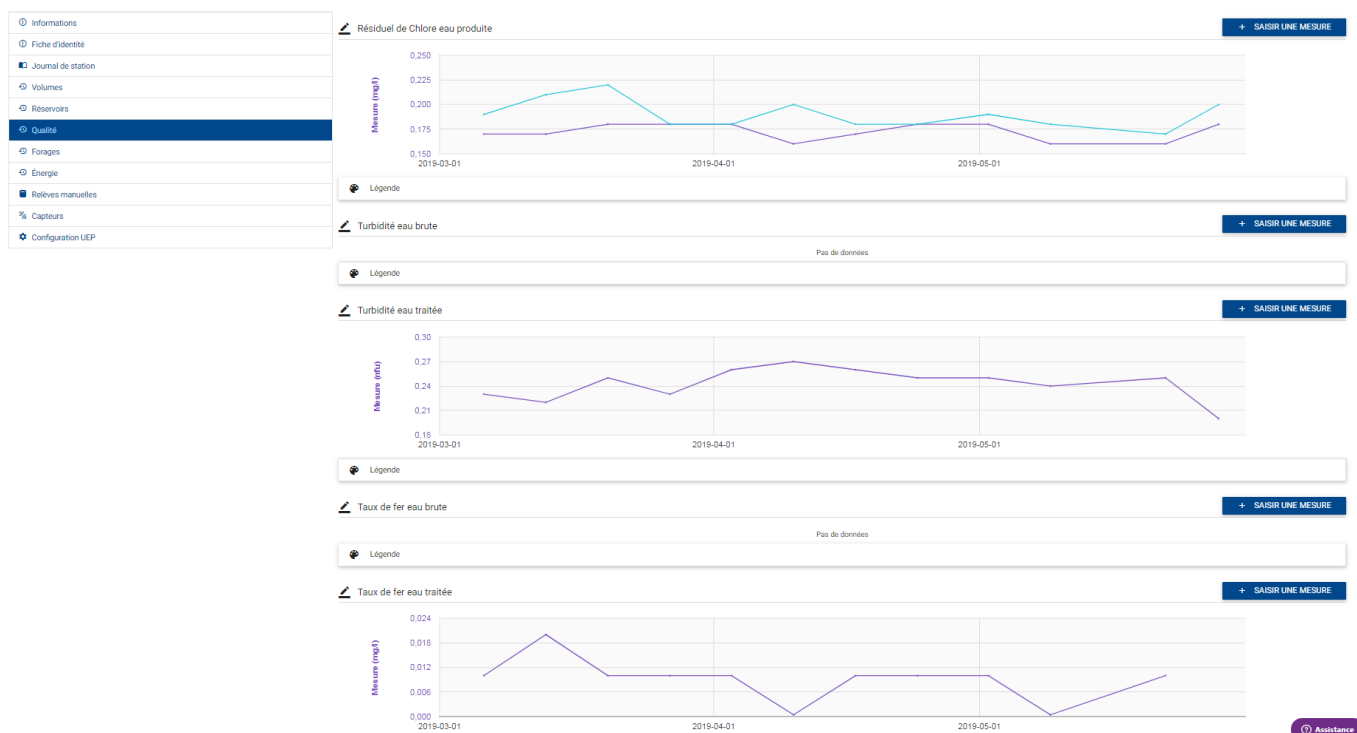 Informations
Fiche d'identité
Journal de station
Volumes
Réservoirs
Qualité
Forages
Énergie
Relèves manuelles
Capteurs
Configuration UEP
Résiduel de Chlore eau produite
+ SAISIR UNE MESURE
Mesure (mg/l)
0,250
0,225
0,200
0,175
0,150
2019-03-01 2019-04-01 2019-05-01
Légende
Turbidité eau brute
+ SAISIR UNE MESURE
Pas de données
Légende
Turbidité eau traitée
+ SAISIR UNE MESURE
Mesure (nfu)
0,30
0,27
0,24
0,21
0,18
2019-03-01 2019-04-01 2019-05-01
Légende
Taux de fer eau brute
+ SAISIR UNE MESURE
Pas de données
Légende
Taux de fer eau traitée
+ SAISIR UNE MESURE
Mesure (mg/l)
0,024
0,018
0,012
0,006
0,000
2019-03-01 2019-04-01 2019-05-01
Assistance